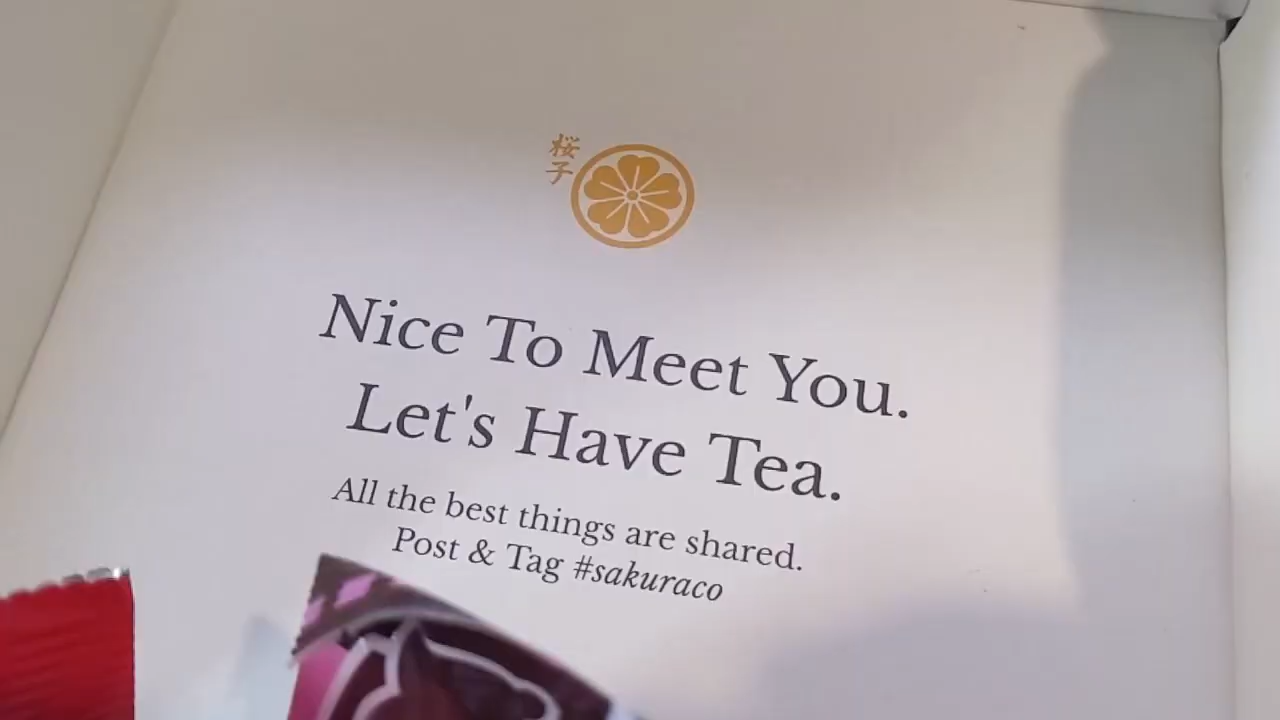 桜子
Nice To Meet You.
Let's Have Tea.
All the best things are shared.
Post & Tag #sakuraco